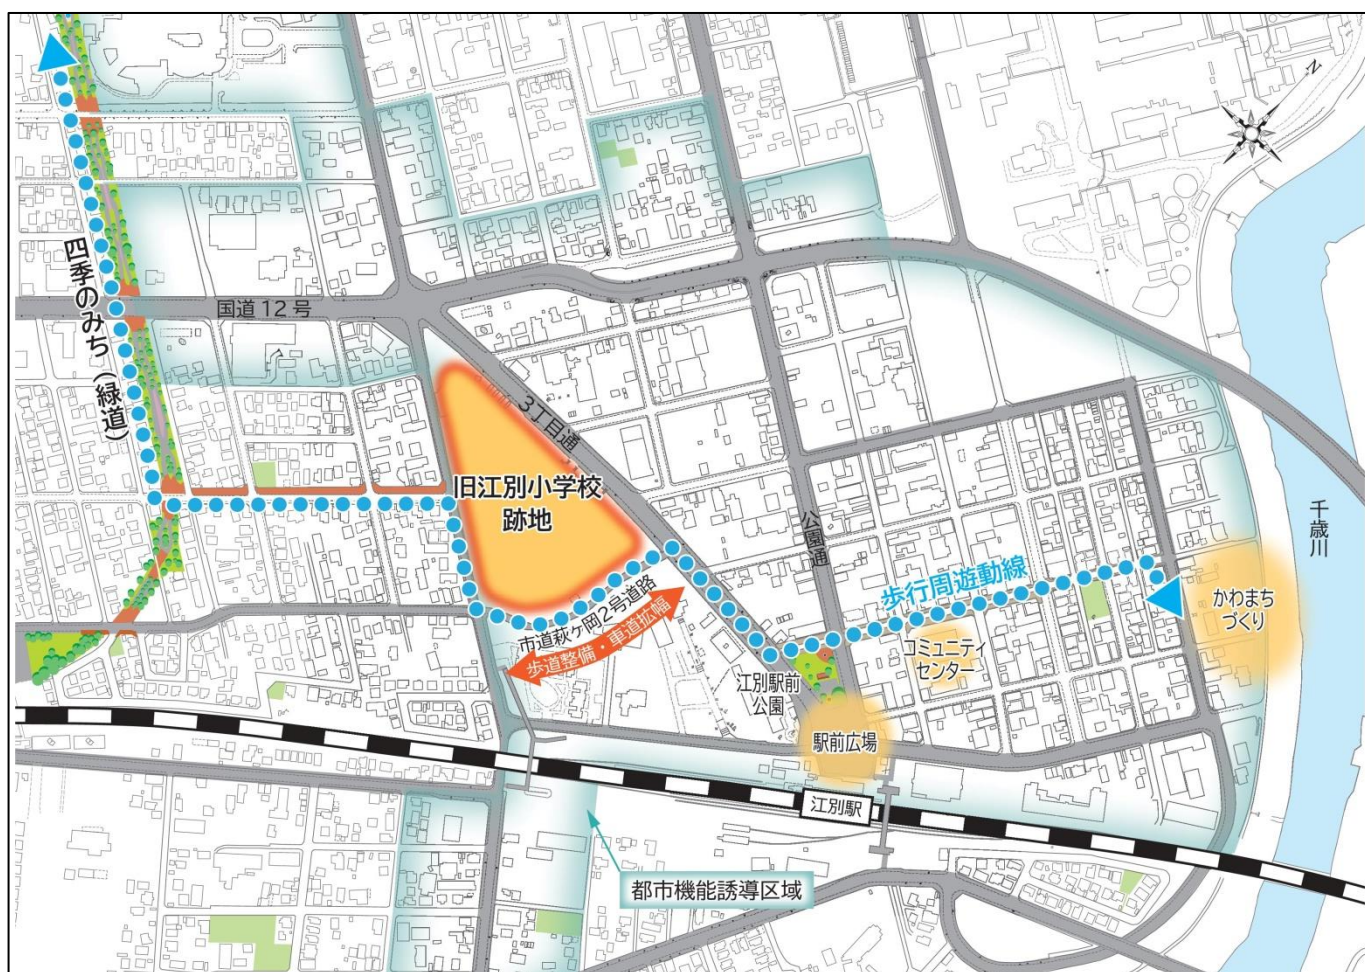 N
四季のみち（緑道）
国道12号
3丁目通
旧江別小学校
跡地
公園通
千歳川
歩行周遊動線
かわまち
づくり
市道萩ヶ岡2号道路
歩道整備・車道拡幅
コミュニティ
センター
江別駅前
公園
駅前広場
江別駅
都市機能誘導区域